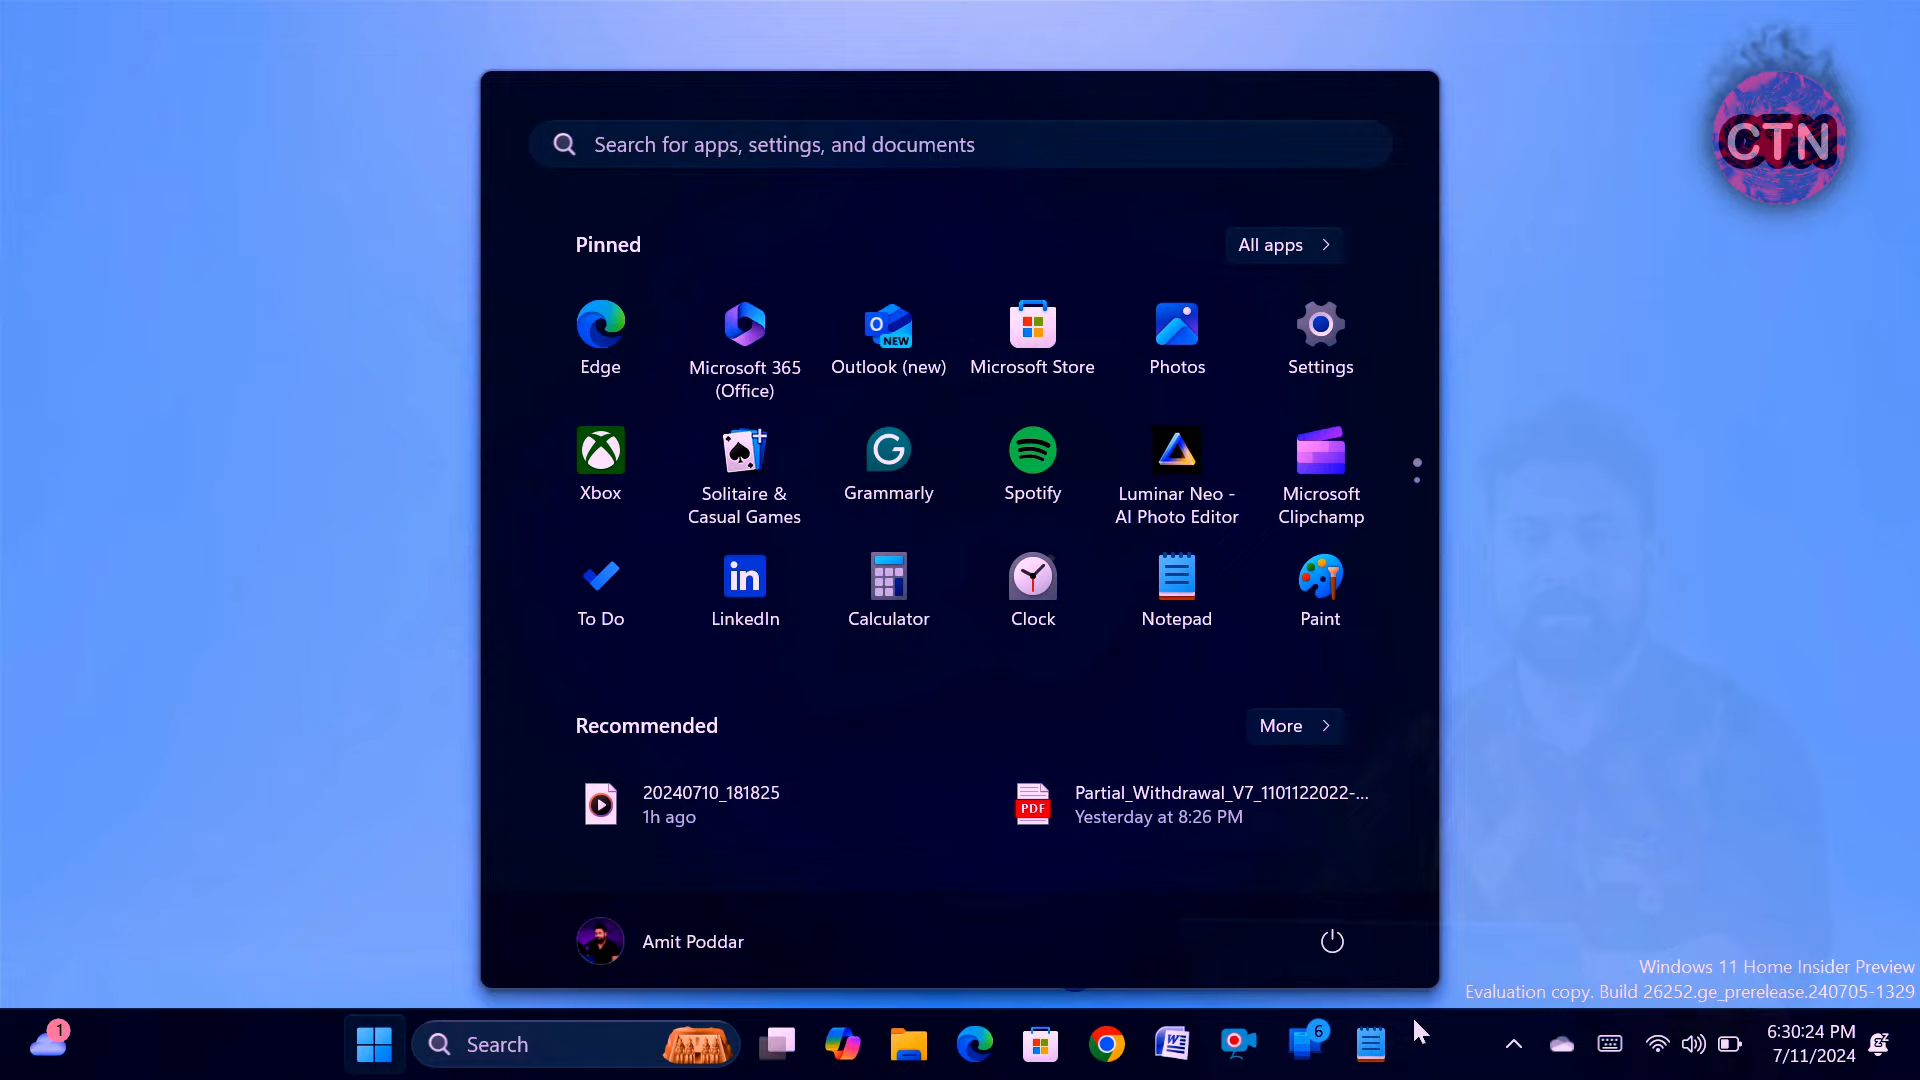 CTN
Search for apps, settings, and documents
Pinned
All apps
Edge
Microsoft 365
(Office)
Outlook (new)
Microsoft Store
Photos
Settings
Xbox
Solitaire &
Casual Games
Grammarly
Spotify
Luminar Neo -
AI Photo Editor
Microsoft
Clipchamp
To Do
LinkedIn
Calculator
Clock
Notepad
Paint
Recommended
More
20240710_181825
1h ago
PDF
Partial_Withdrawal_V7_1101122022-...
Yesterday at 8:26 PM
Amit Poddar
Windows 11 Home Insider Preview
Evaluation copy. Build 26252.ge_prerelease.240705-1329
1
Search
6
6:30:24 PM
7/11/2024